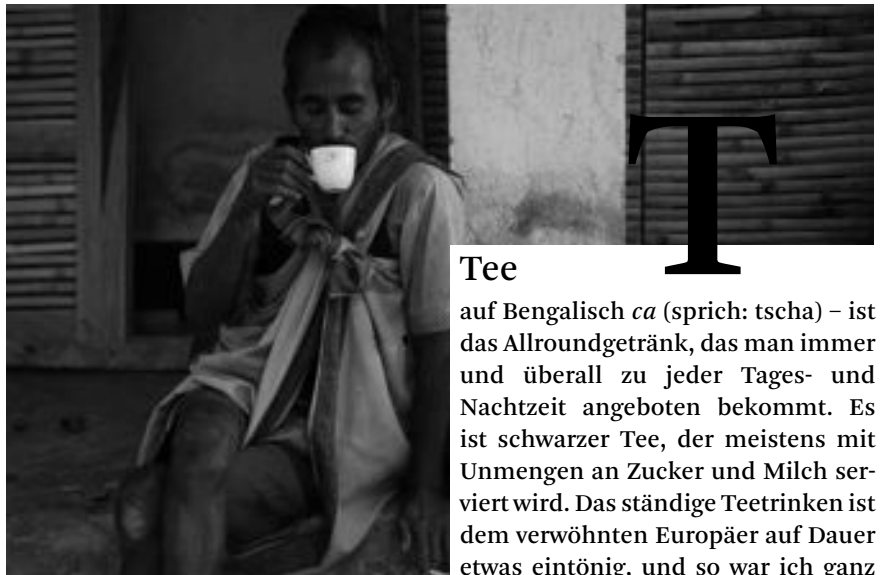 T
Tee
auf Bengalisch ca (sprich: tscha) – ist
das Allroundgetränk, das man immer
und überall zu jeder Tages- und
Nachtzeit angeboten bekommt. Es
ist schwarzer Tee, der meistens mit
Unmengen an Zucker und Milch ser-
viert wird. Das ständige Teetrinken ist
dem verwöhnten Europäer auf Dauer
etwas eintönig, und so war ich ganz